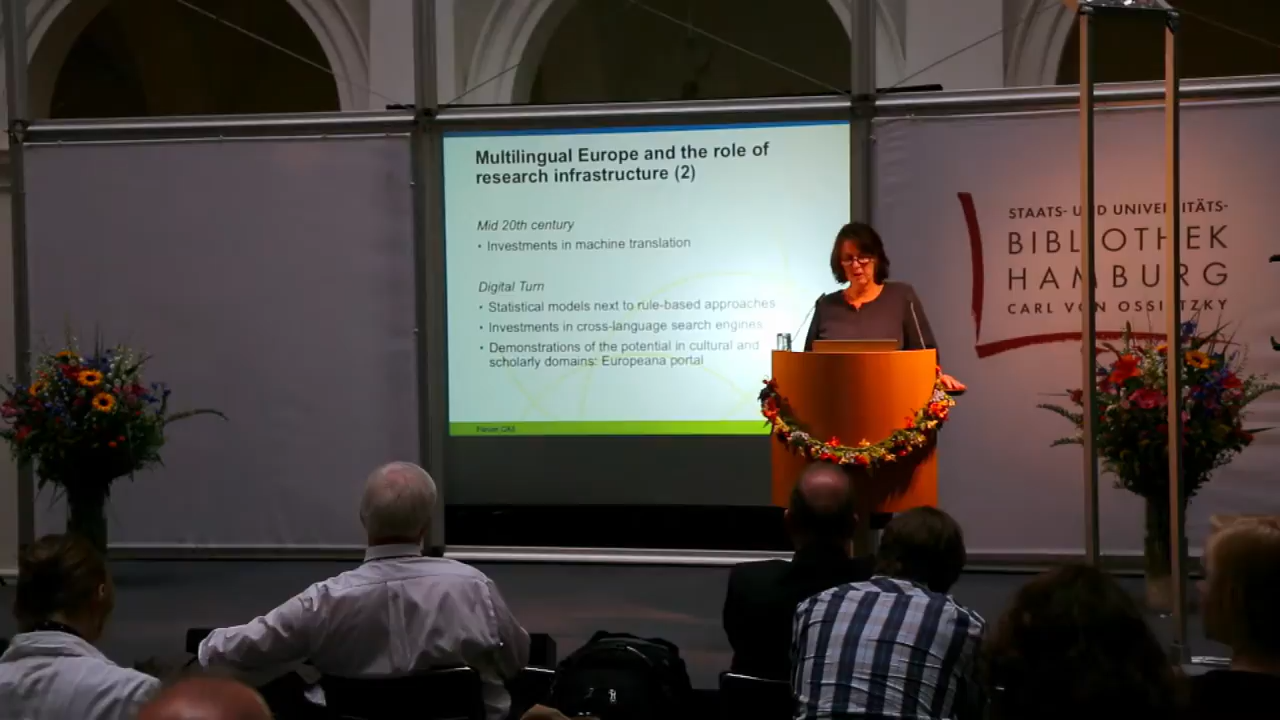 Multilingual Europe and the role of
research infrastructure (2)
Mid 20th century
• Investments in machine translation
Digital Turn
• Statistical models next to rule-based approaches
• Investments in cross-language search engines
• Demonstrations of the potential in cultural and
scholarly domains: Europeana portal
STAATS- UND UNIVERSITÄTS-
BIBLIOTHEK
HAMBURG
CARL VON OSSIETZKY